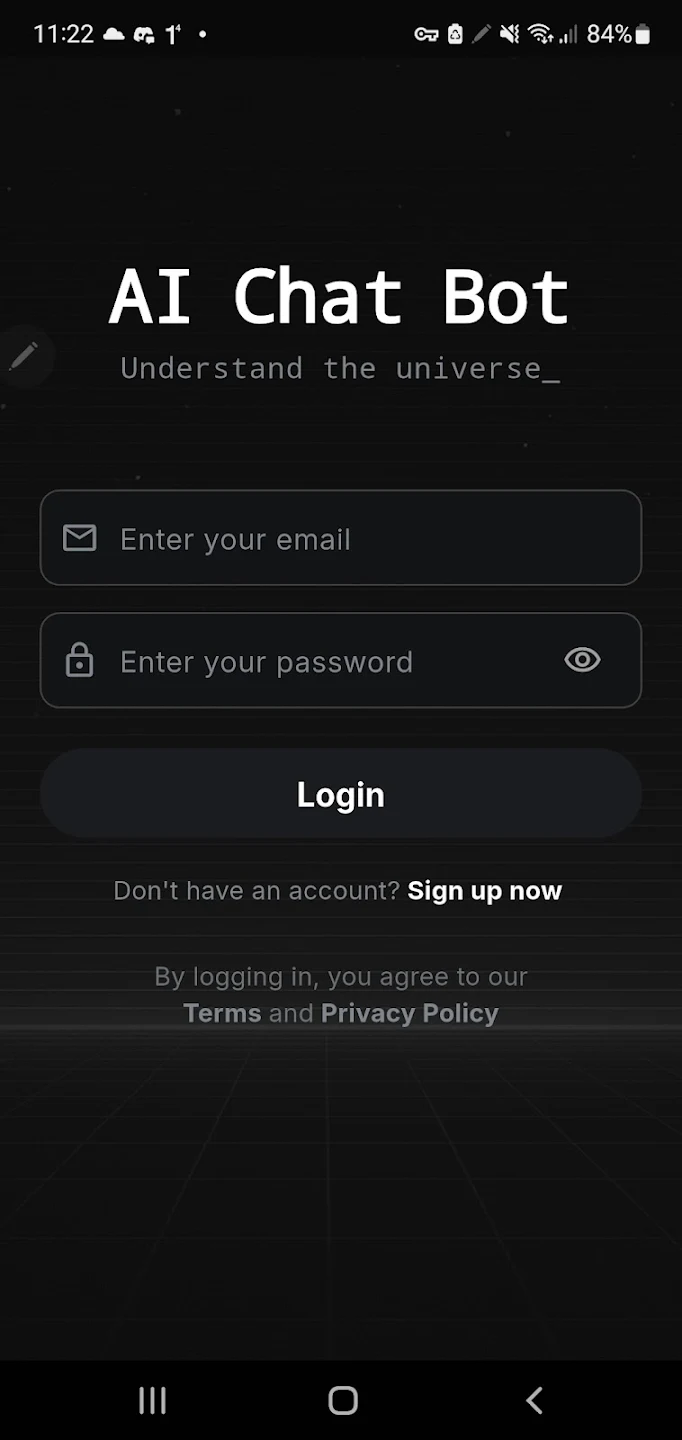 11:22
84%
AI Chat Bot
Understand the universe_
Enter your email
Enter your password
Login
Don't have an account? Sign up now
By logging in, you agree to our
Terms and Privacy Policy